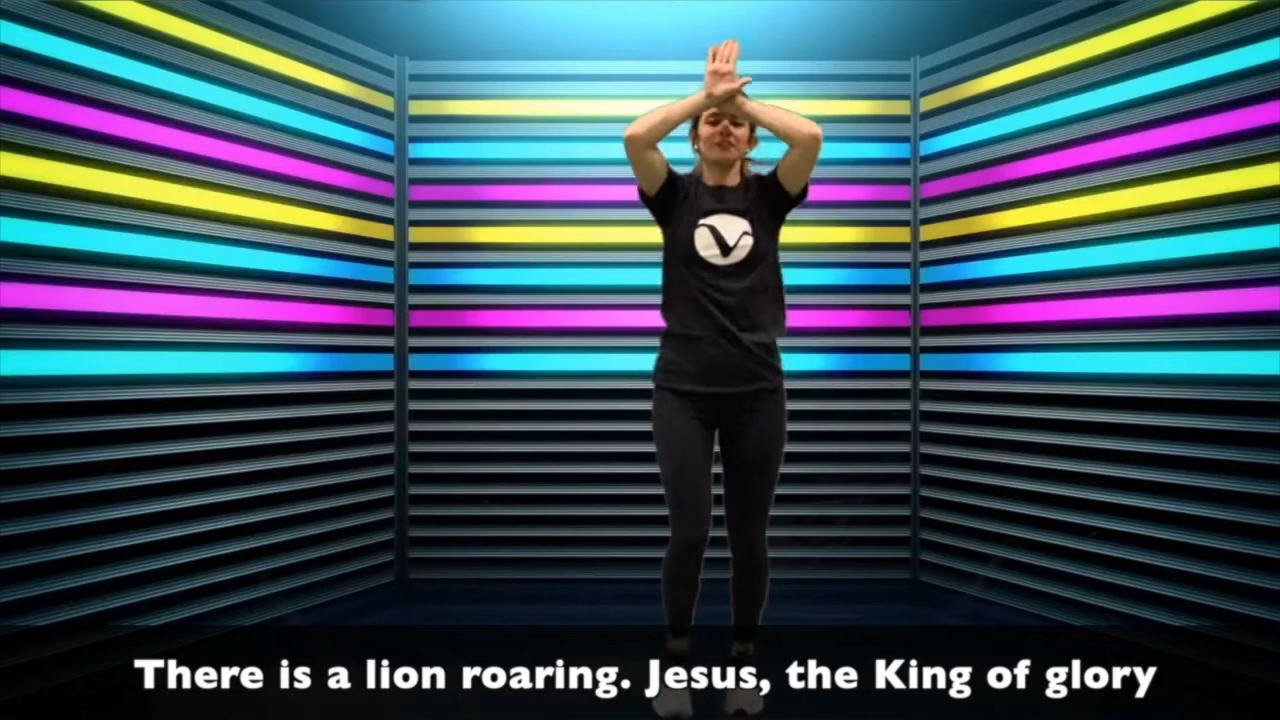 There is a lion roaring. Jesus, the King of glory